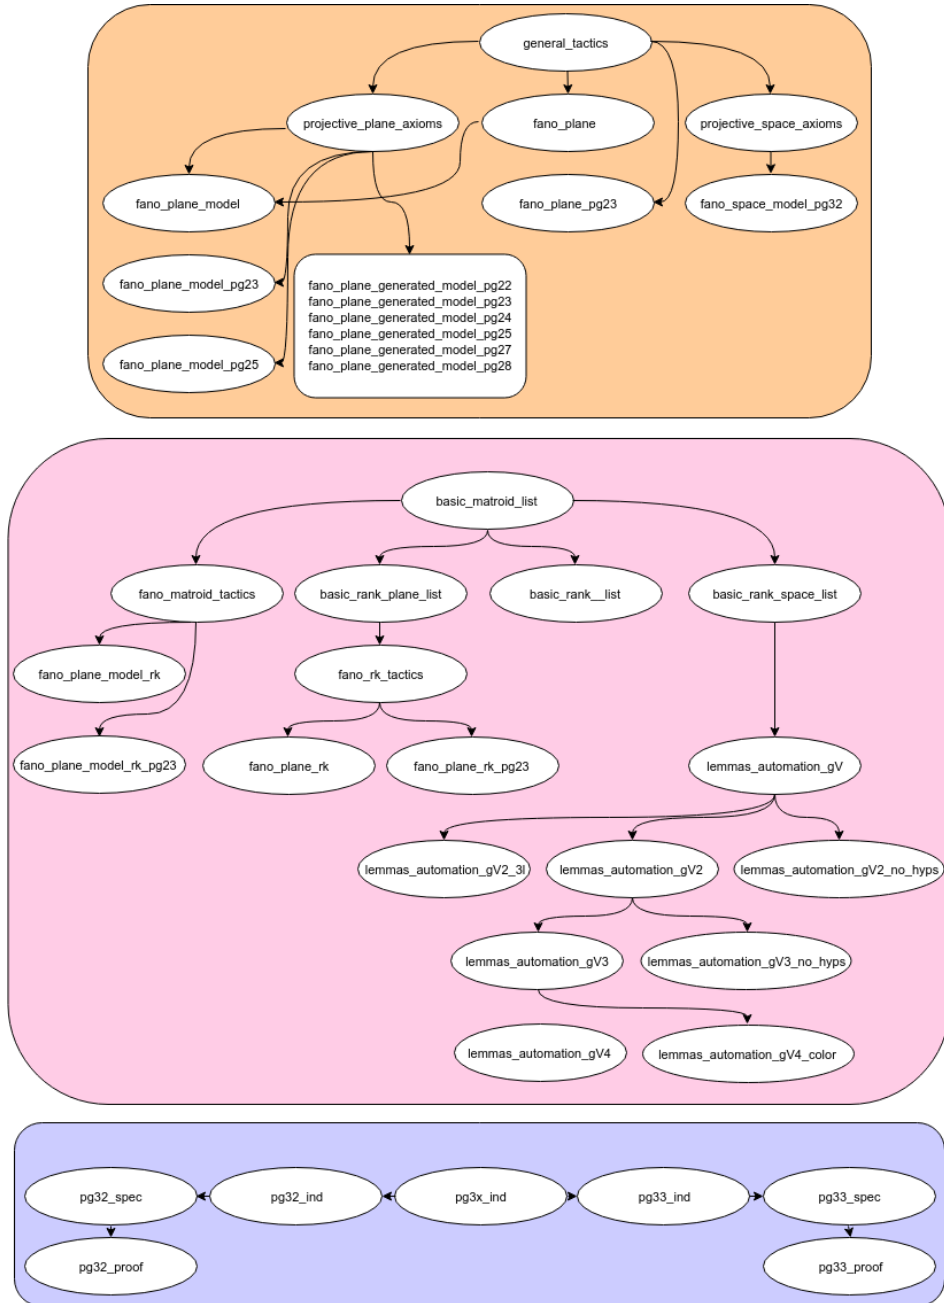 general_tactics
projective_plane_axioms
fano_plane
projective_space_axioms
fano_plane_model
fano_plane_pg23
fano_space_model_pg32
fano_plane_model_pg23
fano_plane_generated_model_pg22
fano_plane_generated_model_pg23
fano_plane_generated_model_pg24
fano_plane_generated_model_pg25
fano_plane_generated_model_pg27
fano_plane_generated_model_pg28
fano_plane_model_pg25
basic_matroid_list
fano_matroid_tactics
basic_rank_plane_list
basic_rank__list
basic_rank_space_list
fano_plane_model_rk
fano_rk_tactics
fano_plane_model_rk_pg23
fano_plane_rk
fano_plane_rk_pg23
lemmas_automation_gV
lemmas_automation_gV2_3l
lemmas_automation_gV2
lemmas_automation_gV2_no_hyps
lemmas_automation_gV3
lemmas_automation_gV3_no_hyps
lemmas_automation_gV4
lemmas_automation_gV4_color
pg32_spec
pg32_ind
pg3x_ind
pg33_ind
pg33_spec
pg32_proof
pg33_proof